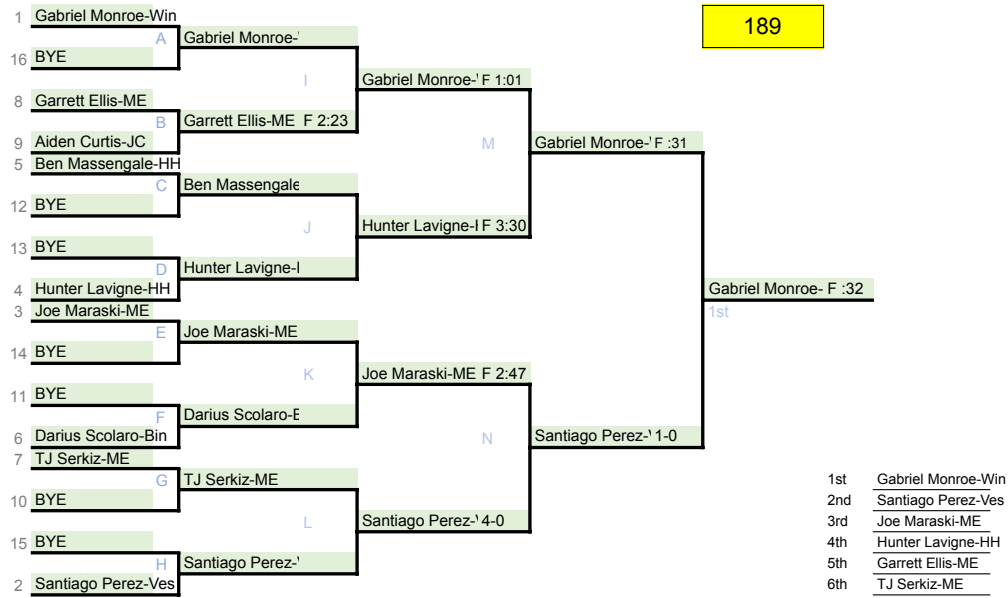 189
1 Gabriel Monroe-Win
A
16 BYE
Gabriel Monroe-'
I
8 Garrett Ellis-ME
B
9 Aiden Curtis-JC
Garrett Ellis-ME F 2:23
Gabriel Monroe-' F 1:01
M
5 Ben Massengale-HH
C
12 BYE
Ben Massengale
J
13 BYE
D
4 Hunter Lavigne-HH
Hunter Lavigne-I
Hunter Lavigne-I F 3:30
Gabriel Monroe-' F :31
3 Joe Maraski-ME
E
14 BYE
Joe Maraski-ME
K
11 BYE
F
6 Darius Scolaro-Bin
Darius Scolaro-E
Joe Maraski-ME F 2:47
N
7 TJ Serkiz-ME
G
10 BYE
TJ Serkiz-ME
L
15 BYE
H
2 Santiago Perez-Ves
Santiago Perez-'
Santiago Perez-' 4-0
Santiago Perez-' 1-0
Gabriel Monroe- F :32
1st
1st Gabriel Monroe-Win
2nd Santiago Perez-Ves
3rd Joe Maraski-ME
4th Hunter Lavigne-HH
5th Garrett Ellis-ME
6th TJ Serkiz-ME